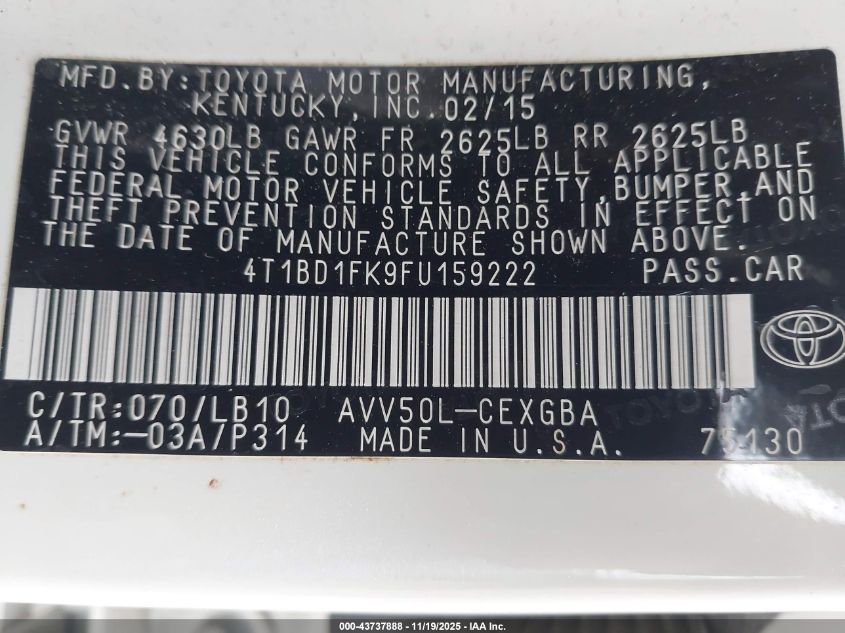 MFD.BY:TOYOTA MOTOR MANUFACTURING,
KENTUCKY,INC.02/15
GVWR 4630LB GAWR FR 2625LB RR 2625LB
THIS VEHICLE CONFORMS TO ALL APPLICABLE
FEDERAL MOTOR VEHICLE SAFETY,BUMPER,AND
THEFT PREVENTION STANDARDS IN EFFECT ON
THE DATE OF MANUFACTURE SHOWN ABOVE.
4T1BD1FK9FU159222 PASS.CAR
C/TR:070/LB10 AVV50L-CEXGBA
A/TM:-03A/P314 MADE IN U.S.A. 75130
000-43737888 - 11/19/2025 - IAA Inc.